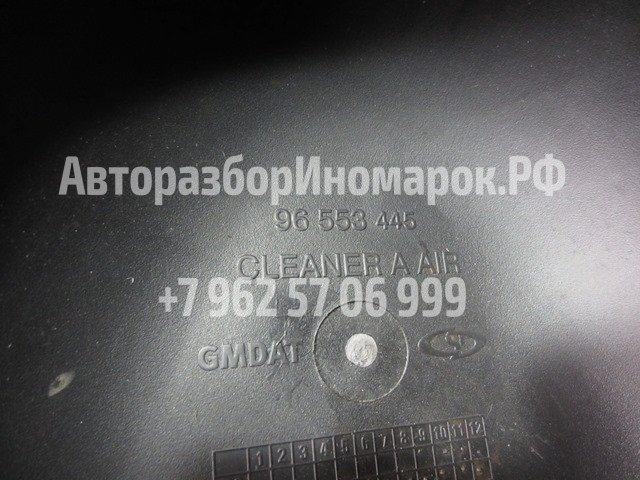 АвторазборИномарок.РФ
96 553 445
CLEANER A AIR
+7 962 57 06 999
GMDAT
1 2 3 4 5 6 7 8 9 10 11 12